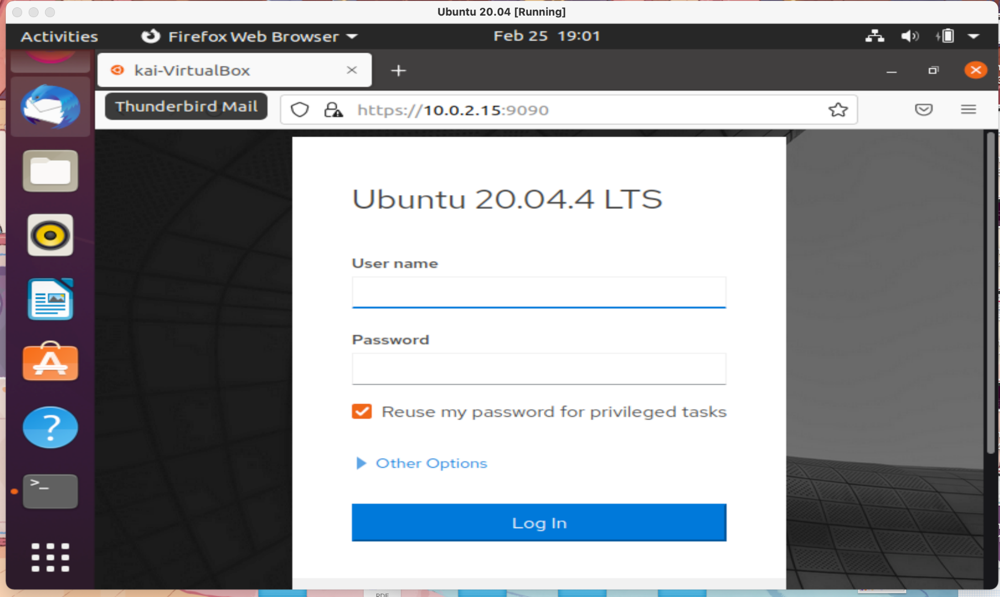 Ubuntu 20.04 [Running]
Activities Firefox Web Browser Feb 25 19:01
kai-VirtualBox
Thunderbird Mail https://10.0.2.15:9090
Ubuntu 20.04.4 LTS
User name
Password
Reuse my password for privileged tasks
Other Options
Log In
PDF